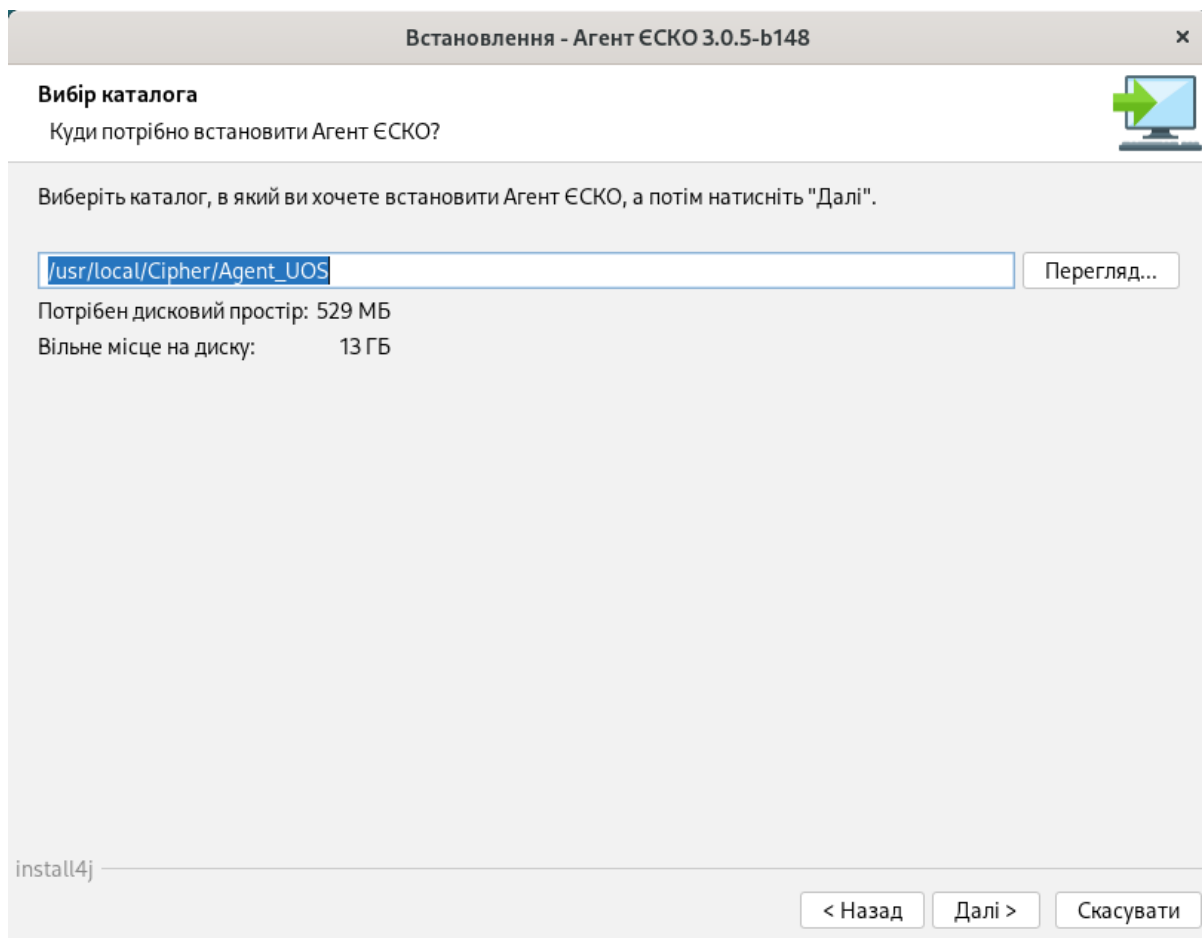 Встановлення - Агент ЄСКО 3.0.5-b148
×
Вибір каталога
Куди потрібно встановити Агент ЄСКО?
Виберіть каталог, в який ви хочете встановити Агент ЄСКО, а потім натисніть "Далі".
/usr/local/Cipher/Agent_UOS
Перегляд...
Потрібен дисковий простір: 529 МБ
Вільне місце на диску: 13 ГБ
install4j
< Назад
Далі >
Скасувати